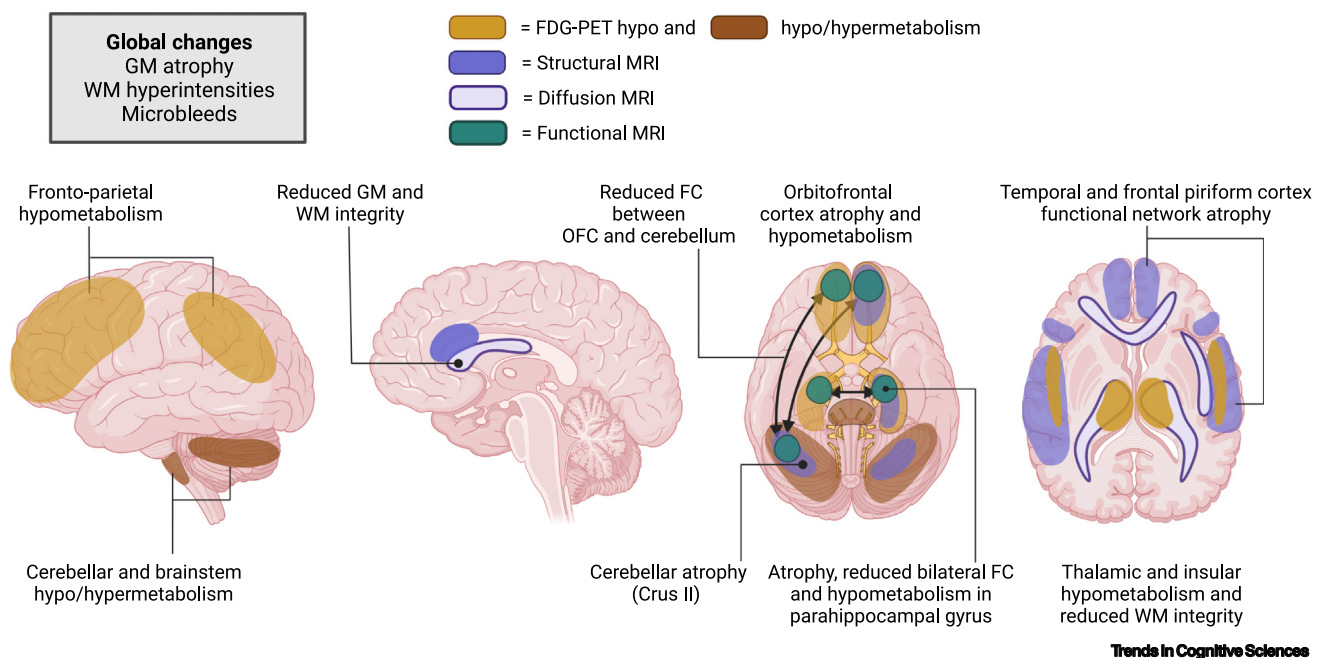 Global changes
GM atrophy
WM hyperintensities
Microbleeds
= FDG-PET hypo and
hypo/hypermetabolism
= Structural MRI
= Diffusion MRI
= Functional MRI
Fronto-parietal
hypometabolism
Reduced GM and
WM integrity
Reduced FC
between
OFC and cerebellum
Orbitofrontal
cortex atrophy and
hypometabolism
Temporal and frontal piriform cortex
functional network atrophy
Cerebellar and brainstem
hypo/hypermetabolism
Cerebellar atrophy
(Crus II)
Atrophy, reduced bilateral FC
and hypometabolism in
parahippocampal gyrus
Thalamic and insular
hypometabolism and
reduced WM integrity
Trends in Cognitive Sciences